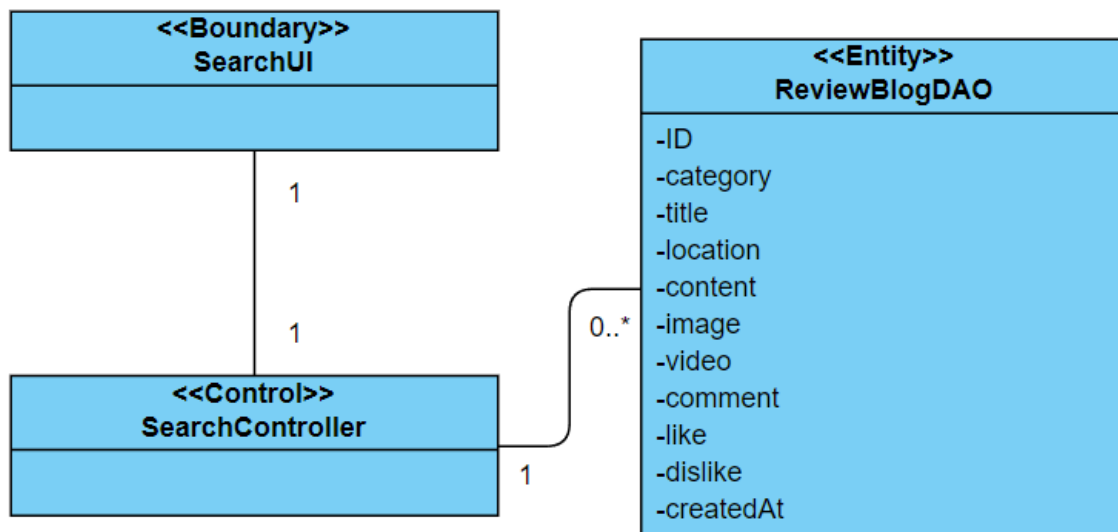 <<Boundary>>
SearchUI
1
1
<<Control>>
SearchController
1
0..*
<<Entity>>
ReviewBlogDAO
-ID
-category
-title
-location
-content
-image
-video
-comment
-like
-dislike
-createdAt